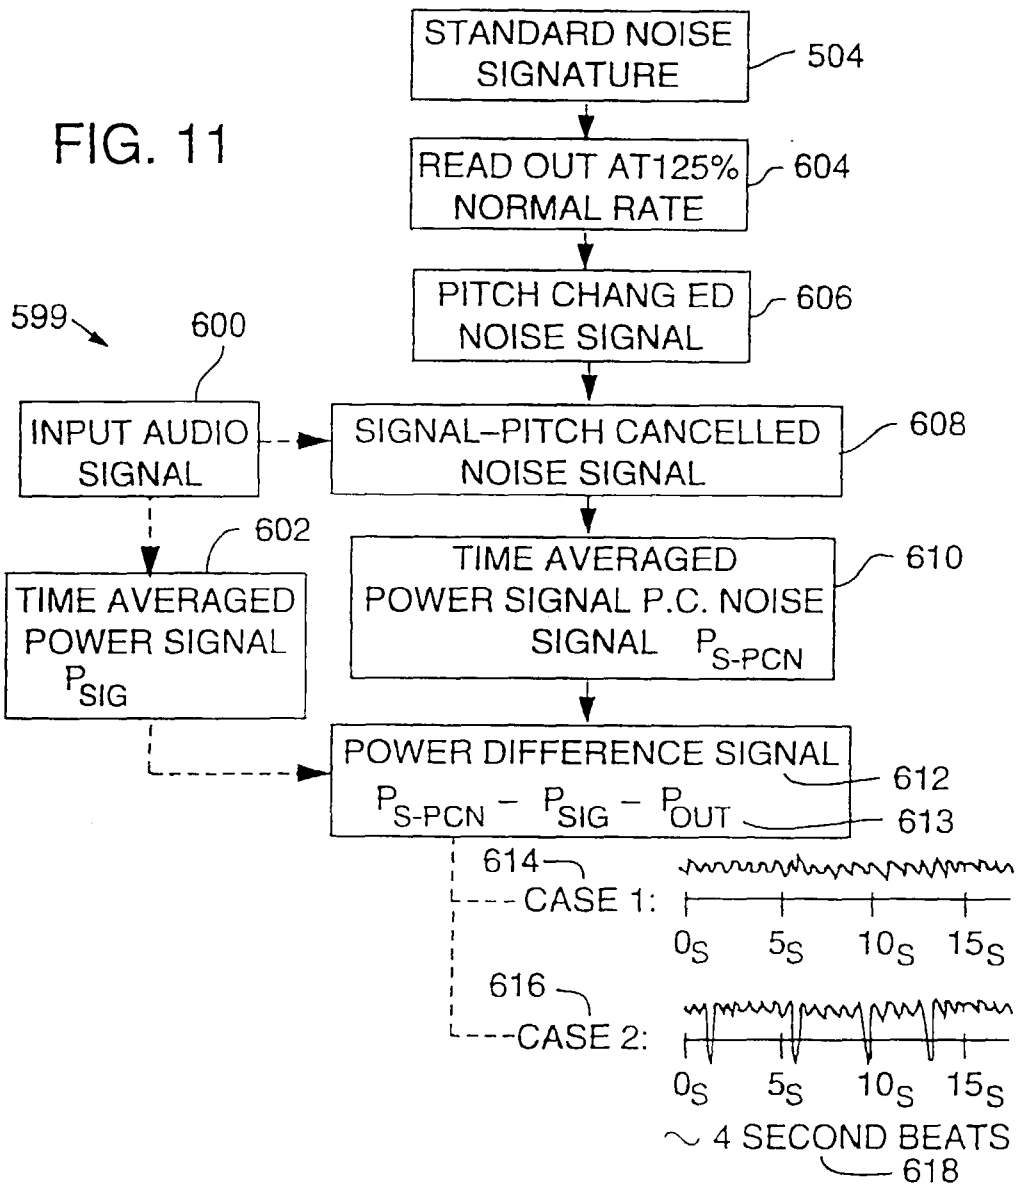 FIG. 11
STANDARD NOISE
SIGNATURE
504
READ OUT AT125%
NORMAL RATE
604
PITCH CHANG ED
NOISE SIGNAL
606
599
600
INPUT AUDIO
SIGNAL
SIGNAL–PITCH CANCELLED
NOISE SIGNAL
608
602
TIME AVERAGED
POWER SIGNAL
PSIG
TIME AVERAGED
POWER SIGNAL P.C. NOISE
SIGNAL PS-PCN
610
POWER DIFFERENCE SIGNAL
612
PS-PCN – PSIG – POUT
613
614
CASE 1:
0S 5S 10S 15S
616
CASE 2:
0S 5S 10S 15S
~ 4 SECOND BEATS
618